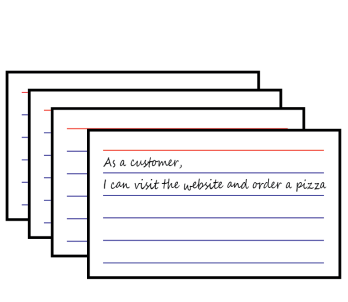 As a customer,
I can visit the website and order a pizza